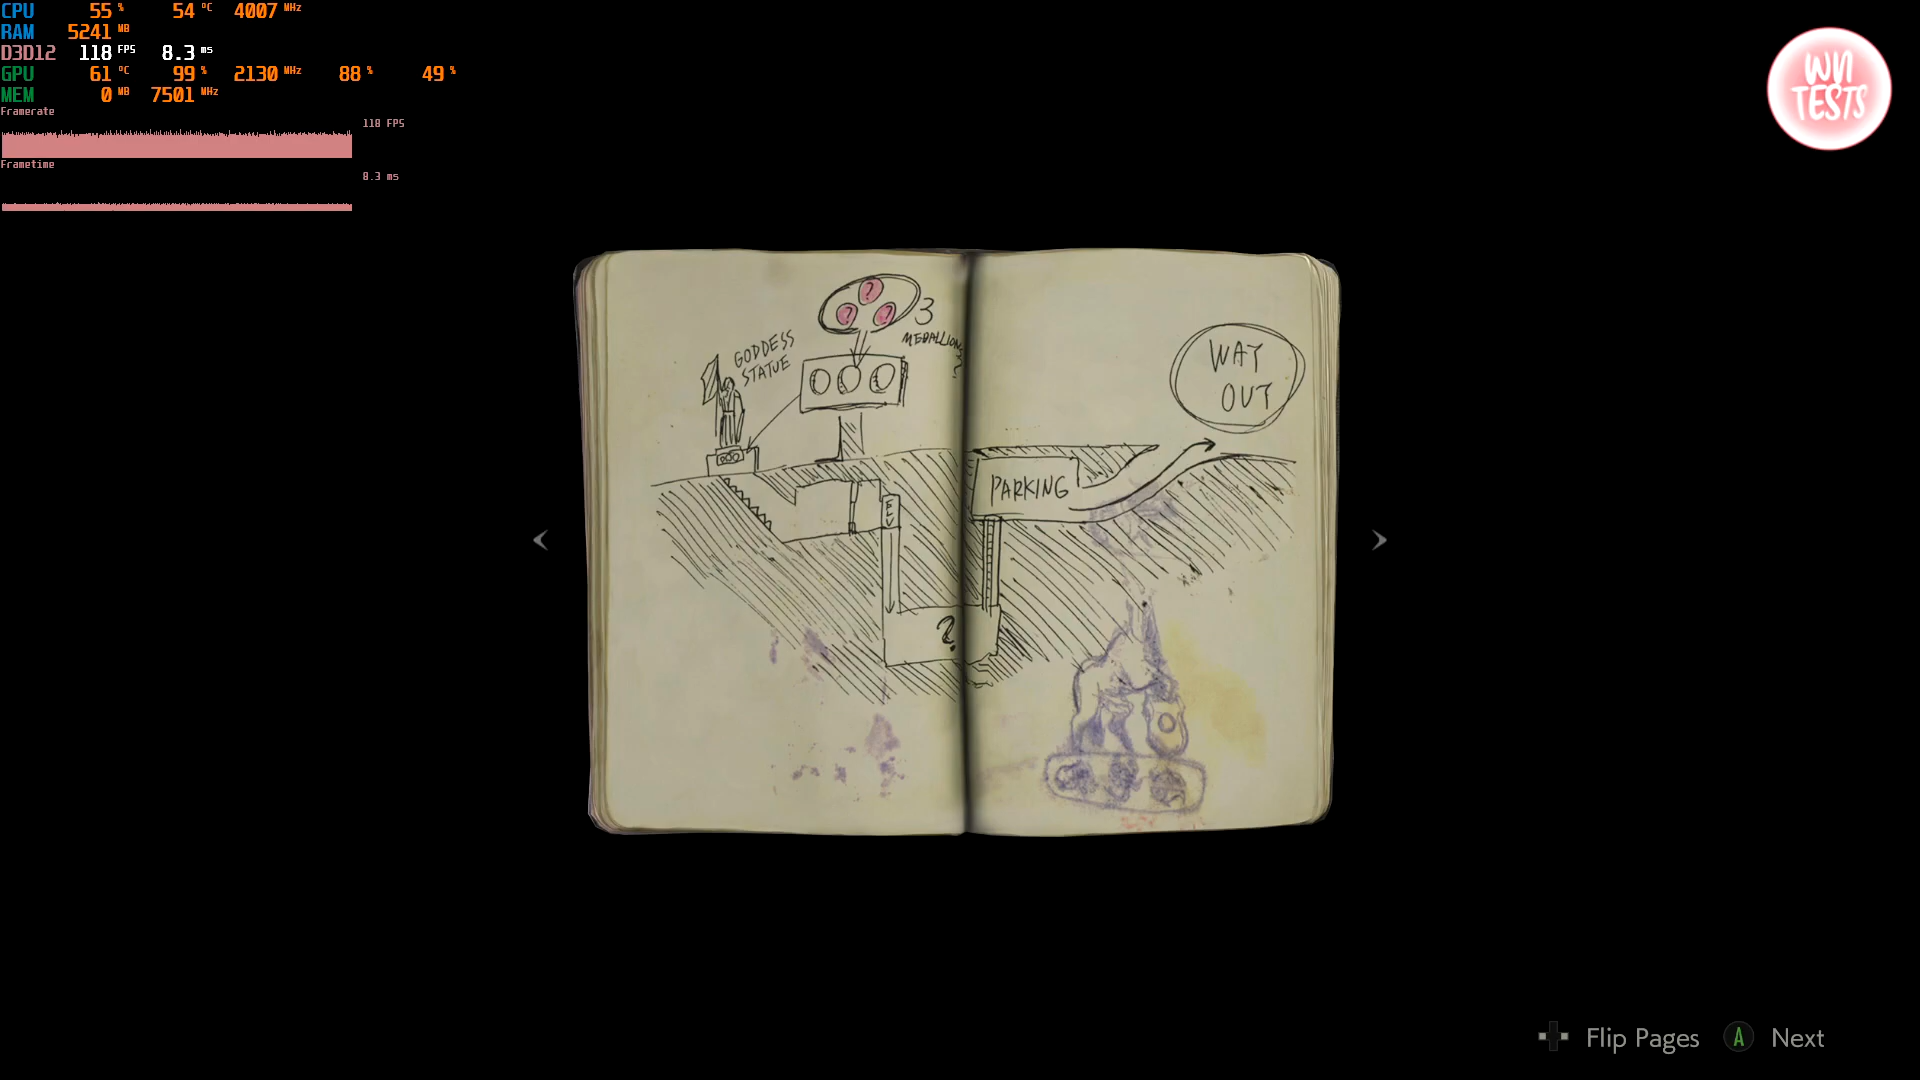 CPU 55 % 54 °C 4007 MHz
RAM 5241 MB
D3D12 118 FPS 8.3 ms
GPU 61 °C 99 % 2130 MHz 88 % 49 %
MEM 0 MB 7501 MHz
Framerate
118 FPS
Frametime
8.3 ms
WN
TESTS
? ? ?
3
MEDALLIONS
?
GODDESS
STATUE
ELV
?
WAY
OUT
PARKING
Flip Pages A Next